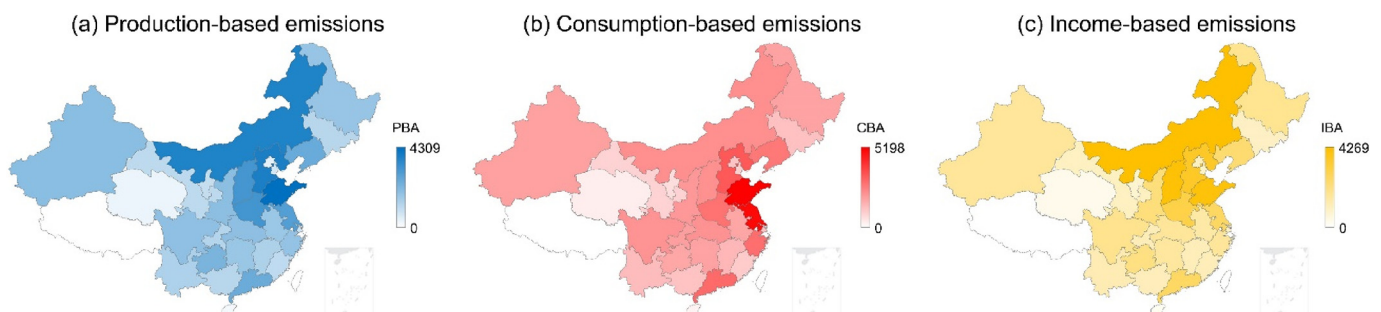 (a) Production-based emissions
PBA
4309
0
(b) Consumption-based emissions
CBA
5198
0
(c) Income-based emissions
IBA
4269
0